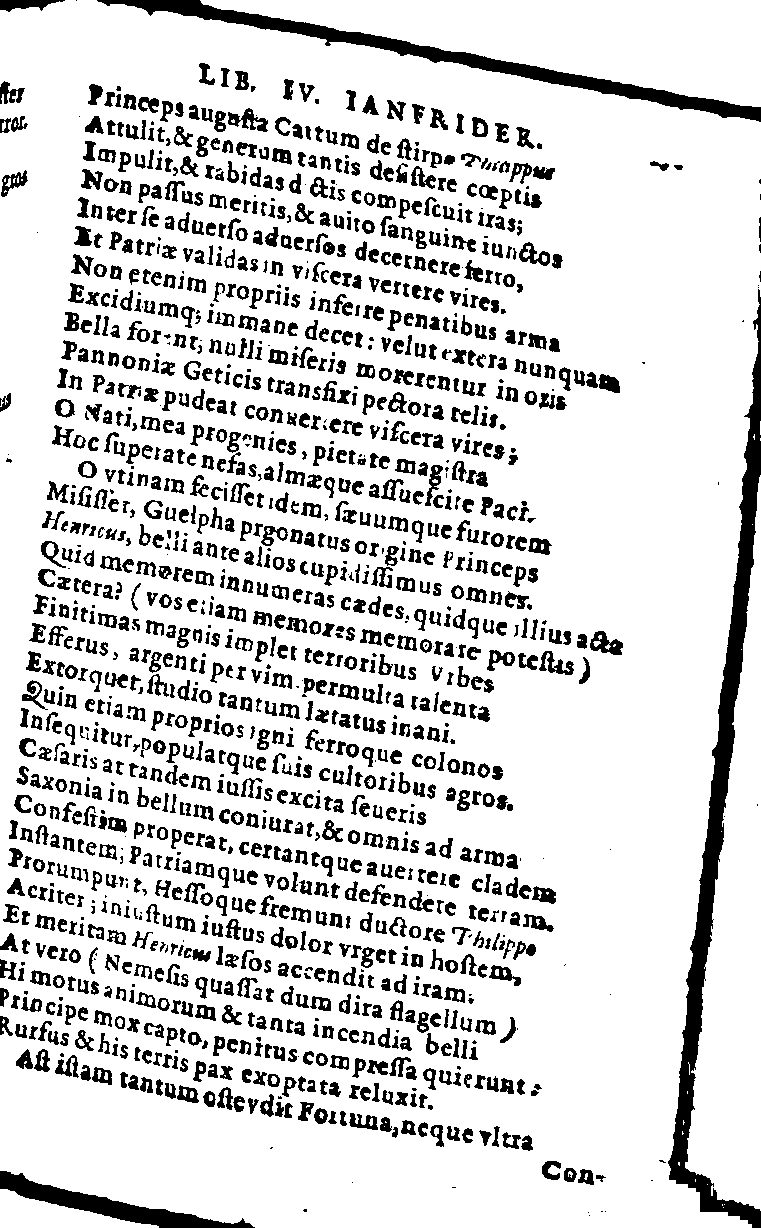 LIB. IV. IANFRIDER.
Princeps augusta Cattum de stirpe Philippus
Attulit, & generum tantis desistere cœptis
Impulit, & rabidas dictis compescuit iras;
Non paſſus meritis, & auito ſanguine iunctos
Inter ſe aduerſo aduerſos decernere ferro,
Et Patriæ validas in viſcera vertere vires.
Non etenim propriis inferre penatibus arma
Excidiumq; immane decet: velut extera nunquam
Bella forent, nulli miſeris morerentur in oris
Pannoniæ Geticis transfixi pectora telis.
In Patriæ pudeat conuertere viſcera vires;
O Nati, mea progenies, pietate magiſtra
Hoc ſuperate nefas, almæque aſſueſcite Paci.
O vtinam feciſſet idem, ſæuumque furorem
Miſiſſet, Guelpha prgonatus origine Princeps
Henricus, belli ante alios cupidiſſimus omnes.
Quid memorem innumeras cædes, quidque illius acta
Cætera? (vos etiam memores memorare poteſtis)
Finitimas magnis implet terroribus Vrbes
Efferus, argenti per vim permulta talenta
Extorquet, ſtudio tantum lætatus inani.
Quin etiam proprios igni ferroque colonos
Inſequitur, populatque ſuis cultoribus agros.
Cæſaris at tandem iuſſis excita ſeueris
Saxonia in bellum coniurat, & omnis ad arma
Confeſtim properat, certantque auertere cladem
Inſtantem; Patriamque volunt defendere terram.
Prorumpunt, Heſſoque fremunt ductore Philippo
Acriter; iniuſtum iuſtus dolor vrget in hoſtem,
Et meritam Henricus læſos accendit ad iram.
At vero (Nemeſis quaſſat dum dira flagellum)
Hi motus animorum & tanta incendia belli
Principe mox capto, penitus compreſſa quierunt:
Rurſus & his terris pax exoptata reluxit.
Aſt iſtam tantum oſtevdit Fortuna, neque vltra
Con-